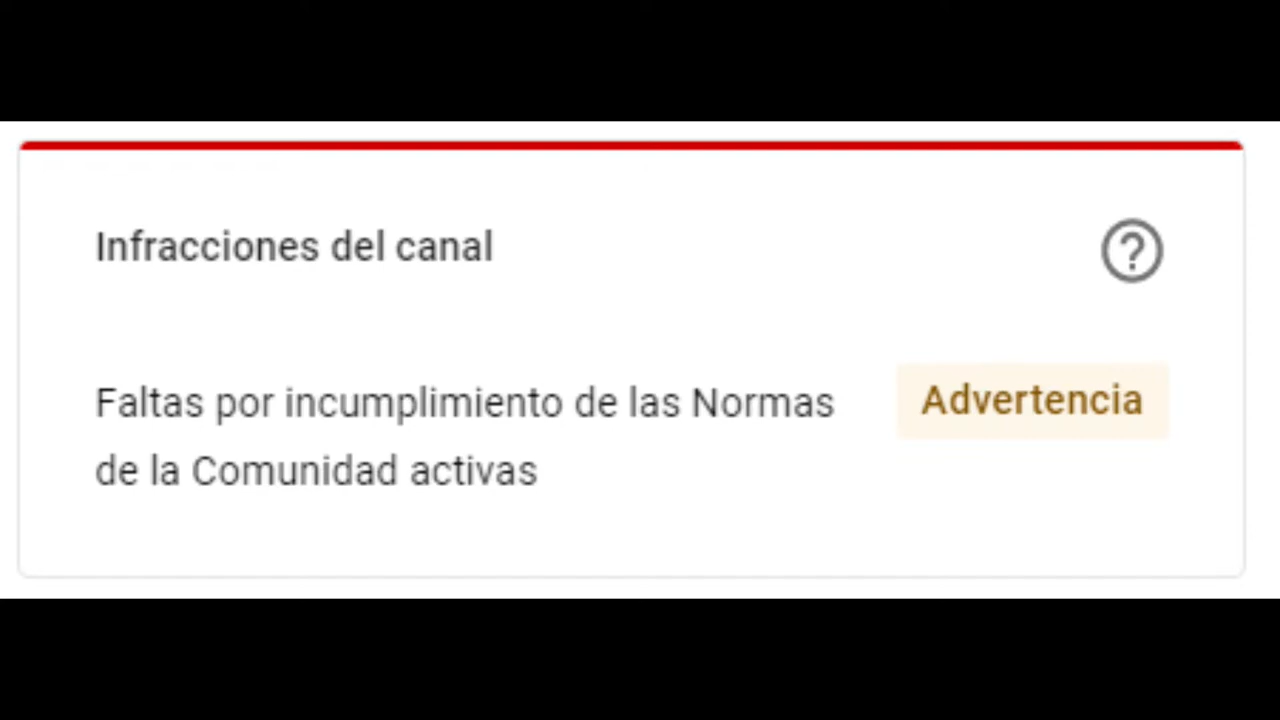 Infracciones del canal
Faltas por incumplimiento de las Normas
de la Comunidad activas
Advertencia